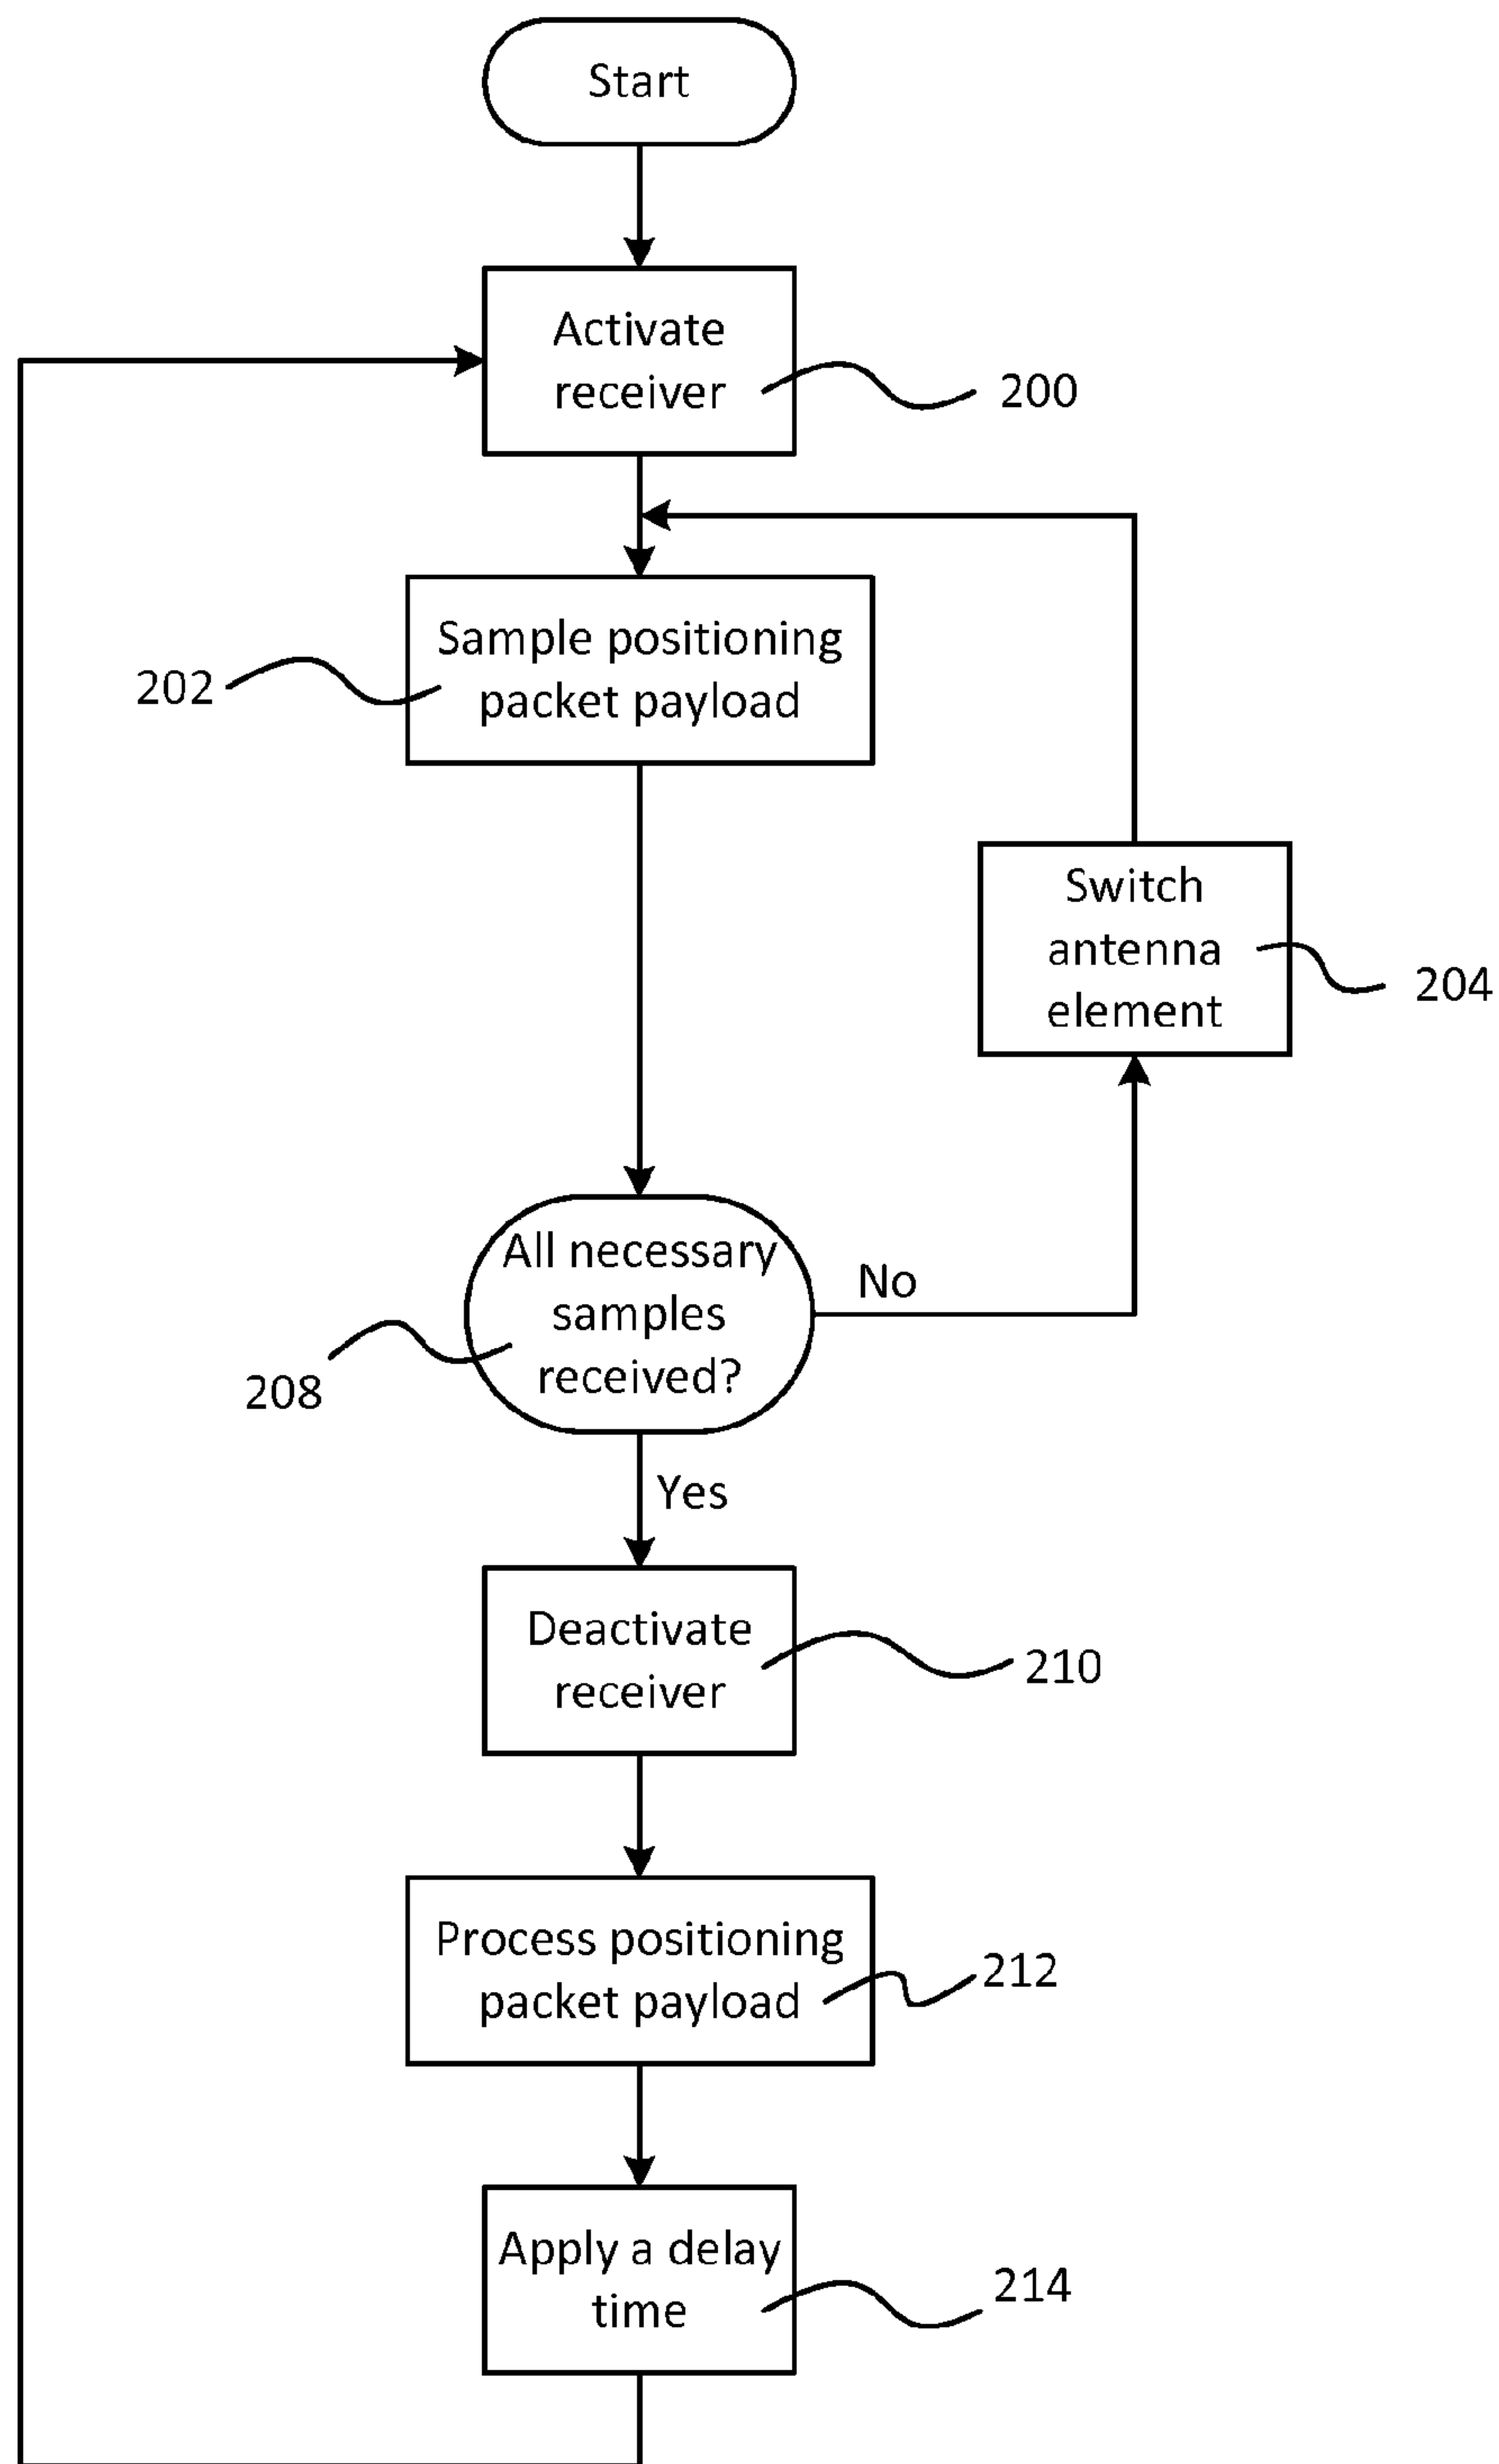 Start
Activate
receiver
200
Sample positioning
packet payload
202
Switch
antenna
element
204
All necessary
samples
received?
No
208
Yes
Deactivate
receiver
210
Process positioning
packet payload
212
Apply a delay
time
214